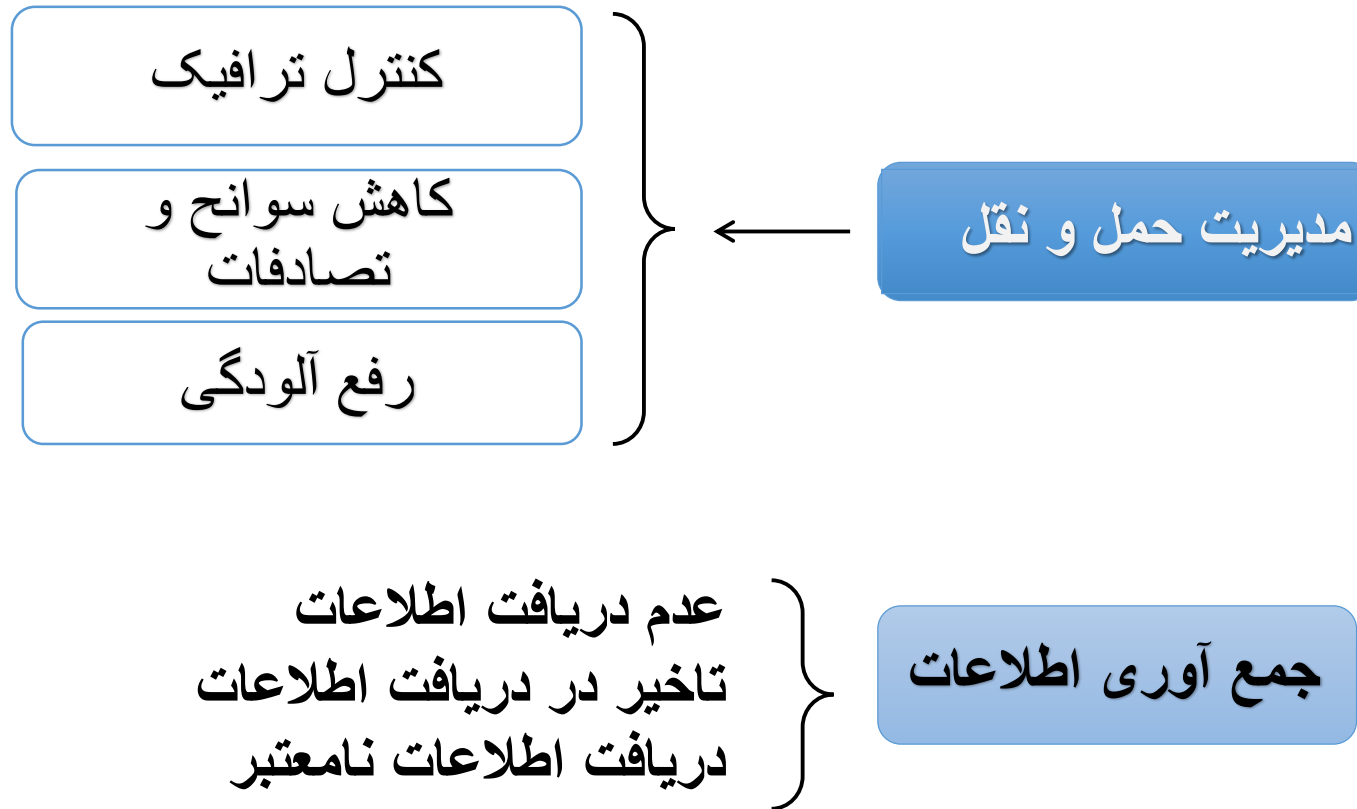 مدیریت حمل و نقل
کنترل ترافیک
کاهش سوانح و
تصادفات
رفع آلودگی
جمع آوری اطلاعات
عدم دریافت اطلاعات
تاخیر در دریافت اطلاعات
دریافت اطلاعات نامعتبر